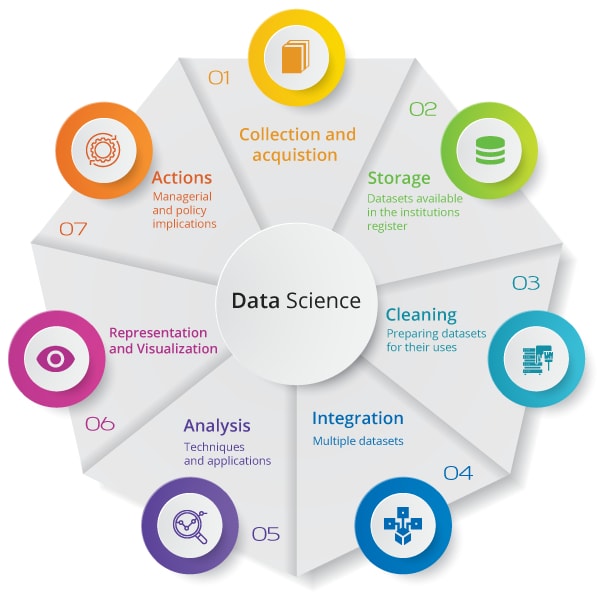 01
Collection and
acquistion
02
Storage
Datasets available
in the institutions
register
03
Cleaning
Preparing datasets
for their uses
04
Integration
Multiple datasets
05
Analysis
Techniques
and applications
06
Representation
and Visualization
07
Actions
Managerial
and policy
implications
Data Science